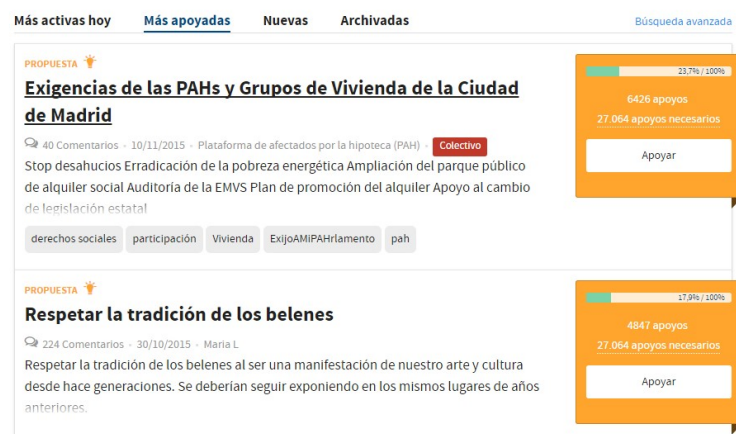 Más activas hoy Más apoyadas Nuevas Archivadas Búsqueda avanzada
PROPUESTA
Exigencias de las PAHs y Grupos de Vivienda de la Ciudad
de Madrid
40 Comentarios · 10/11/2015 · Plataforma de afectados por la hipoteca (PAH) · Colectivo
Stop desahucios Erradicación de la pobreza energética Ampliación del parque público
de alquiler social Auditoría de la EMVS Plan de promoción del alquiler Apoyo al cambio
de legislación estatal
derechos sociales participación Vivienda ExijoAMiPAHrlamento pah
23,7% / 100%
6426 apoyos
27.064 apoyos necesarios
Apoyar
PROPUESTA
Respetar la tradición de los belenes
224 Comentarios · 30/10/2015 · Maria L
Respetar la tradición de los belenes al ser una manifestación de nuestro arte y cultura
desde hace generaciones. Se deberían seguir exponiendo en los mismos lugares de años
anteriores.
17,9% / 100%
4847 apoyos
27.064 apoyos necesarios
Apoyar